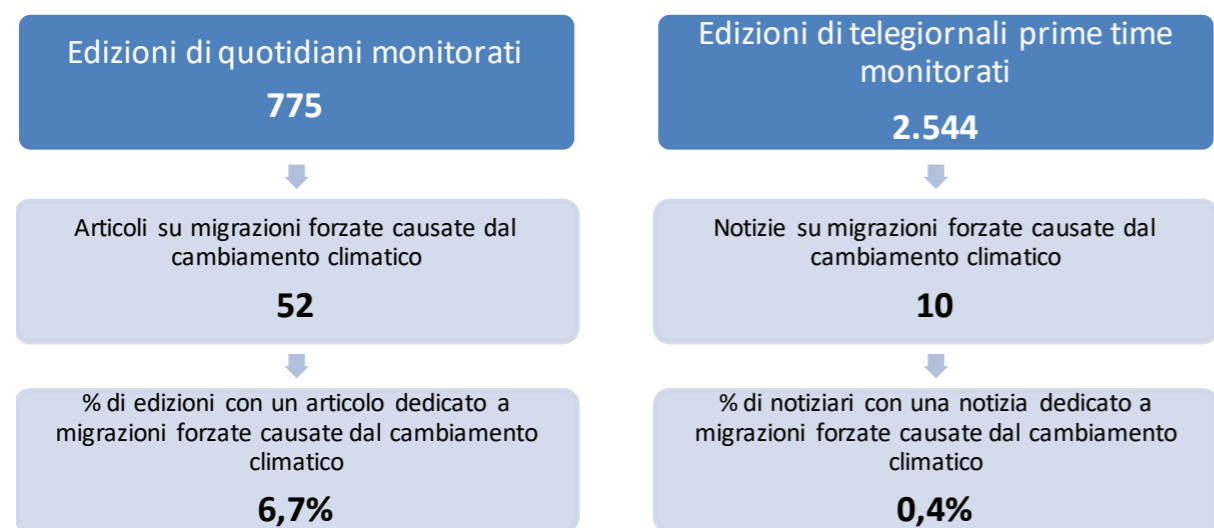 Edizioni di quotidiani monitorati
775
Articoli su migrazioni forzate causate dal
cambiamento climatico
52
% di edizioni con un articolo dedicato a
migrazioni forzate causate dal cambiamento
climatico
6,7%
Edizioni di telegiornali prime time
monitorati
2.544
Notizie su migrazioni forzate causate dal
cambiamento climatico
10
% di notiziari con una notizia dedicato a
migrazioni forzate causate dal cambiamento
climatico
0,4%